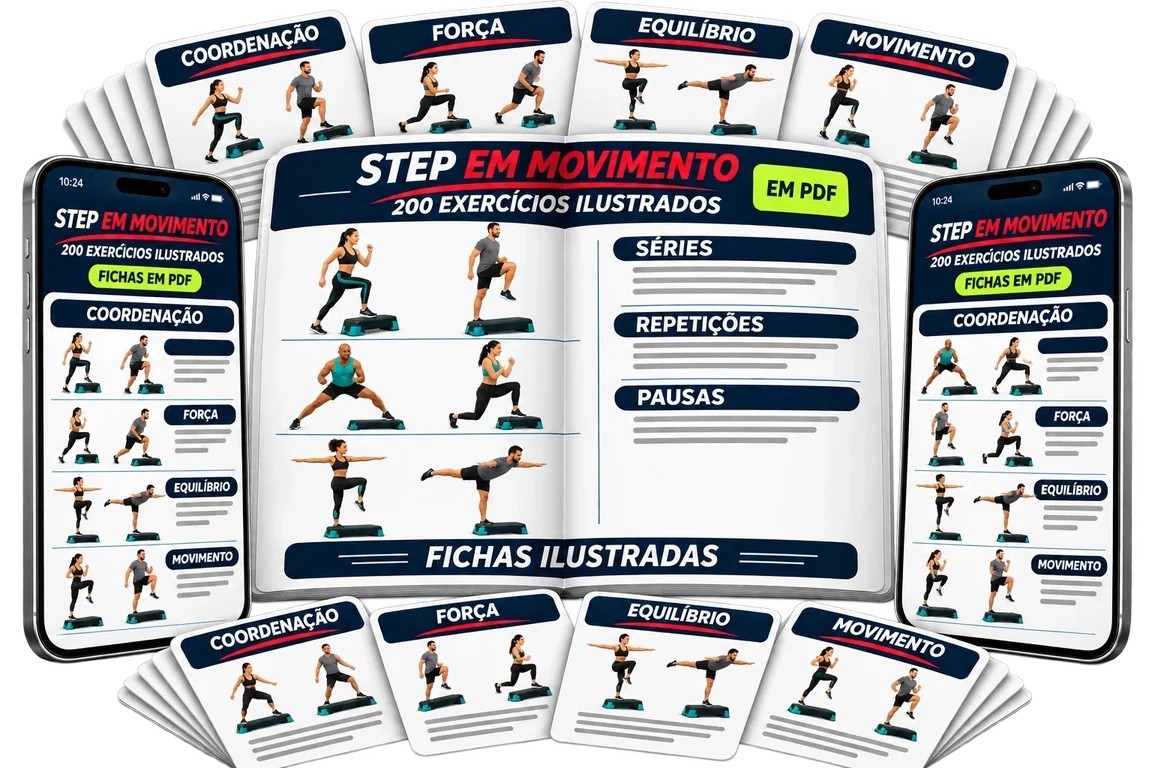 COORDENAÇÃO
FORÇA
EQUILÍBRIO
MOVIMENTO
10:24
STEP EM MOVIMENTO
200 EXERCÍCIOS ILUSTRADOS
FICHAS EM PDF
COORDENAÇÃO
FORÇA
EQUILÍBRIO
MOVIMENTO
STEP EM MOVIMENTO
200 EXERCÍCIOS ILUSTRADOS
EM PDF
SÉRIES
REPETIÇÕES
PAUSAS
FICHAS ILUSTRADAS
10:24
STEP EM MOVIMENTO
200 EXERCÍCIOS ILUSTRADOS
FICHAS EM PDF
COORDENAÇÃO
FORÇA
EQUILÍBRIO
MOVIMENTO
COORDENAÇÃO
FORÇA
EQUILÍBRIO
MOVIMENTO